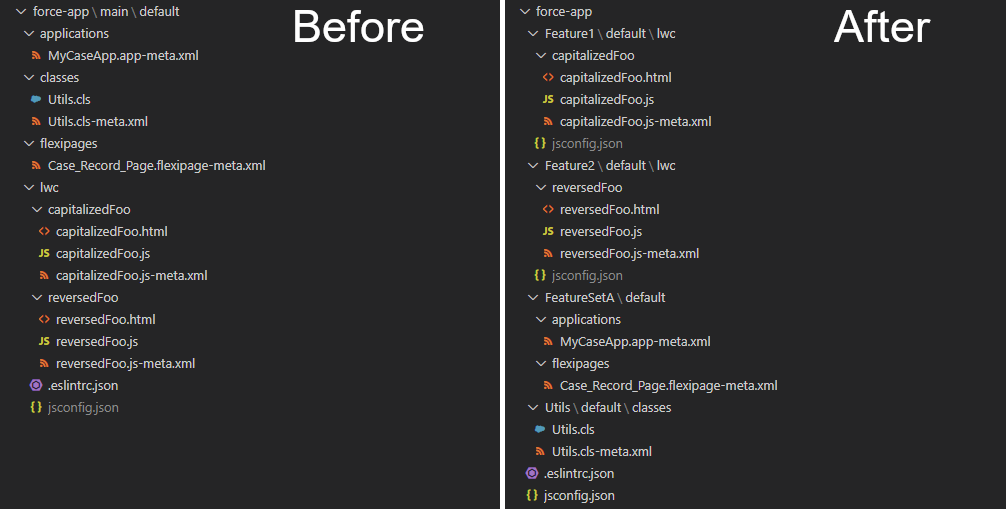 force-app \ main \ default
Before
applications
MyCaseApp.app-meta.xml
classes
Utils.cls
Utils.cls-meta.xml
flexipages
Case_Record_Page.flexipage-meta.xml
lwc
capitalizedFoo
<> capitalizedFoo.html
JS capitalizedFoo.js
capitalizedFoo.js-meta.xml
reversedFoo
<> reversedFoo.html
JS reversedFoo.js
reversedFoo.js-meta.xml
.eslintrc.json
{} jsconfig.json
force-app
After
Feature1 \ default \ lwc
capitalizedFoo
<> capitalizedFoo.html
JS capitalizedFoo.js
capitalizedFoo.js-meta.xml
{} jsconfig.json
Feature2 \ default \ lwc
reversedFoo
<> reversedFoo.html
JS reversedFoo.js
reversedFoo.js-meta.xml
{} jsconfig.json
FeatureSetA \ default
applications
MyCaseApp.app-meta.xml
flexipages
Case_Record_Page.flexipage-meta.xml
Utils \ default \ classes
Utils.cls
Utils.cls-meta.xml
.eslintrc.json
{} jsconfig.json